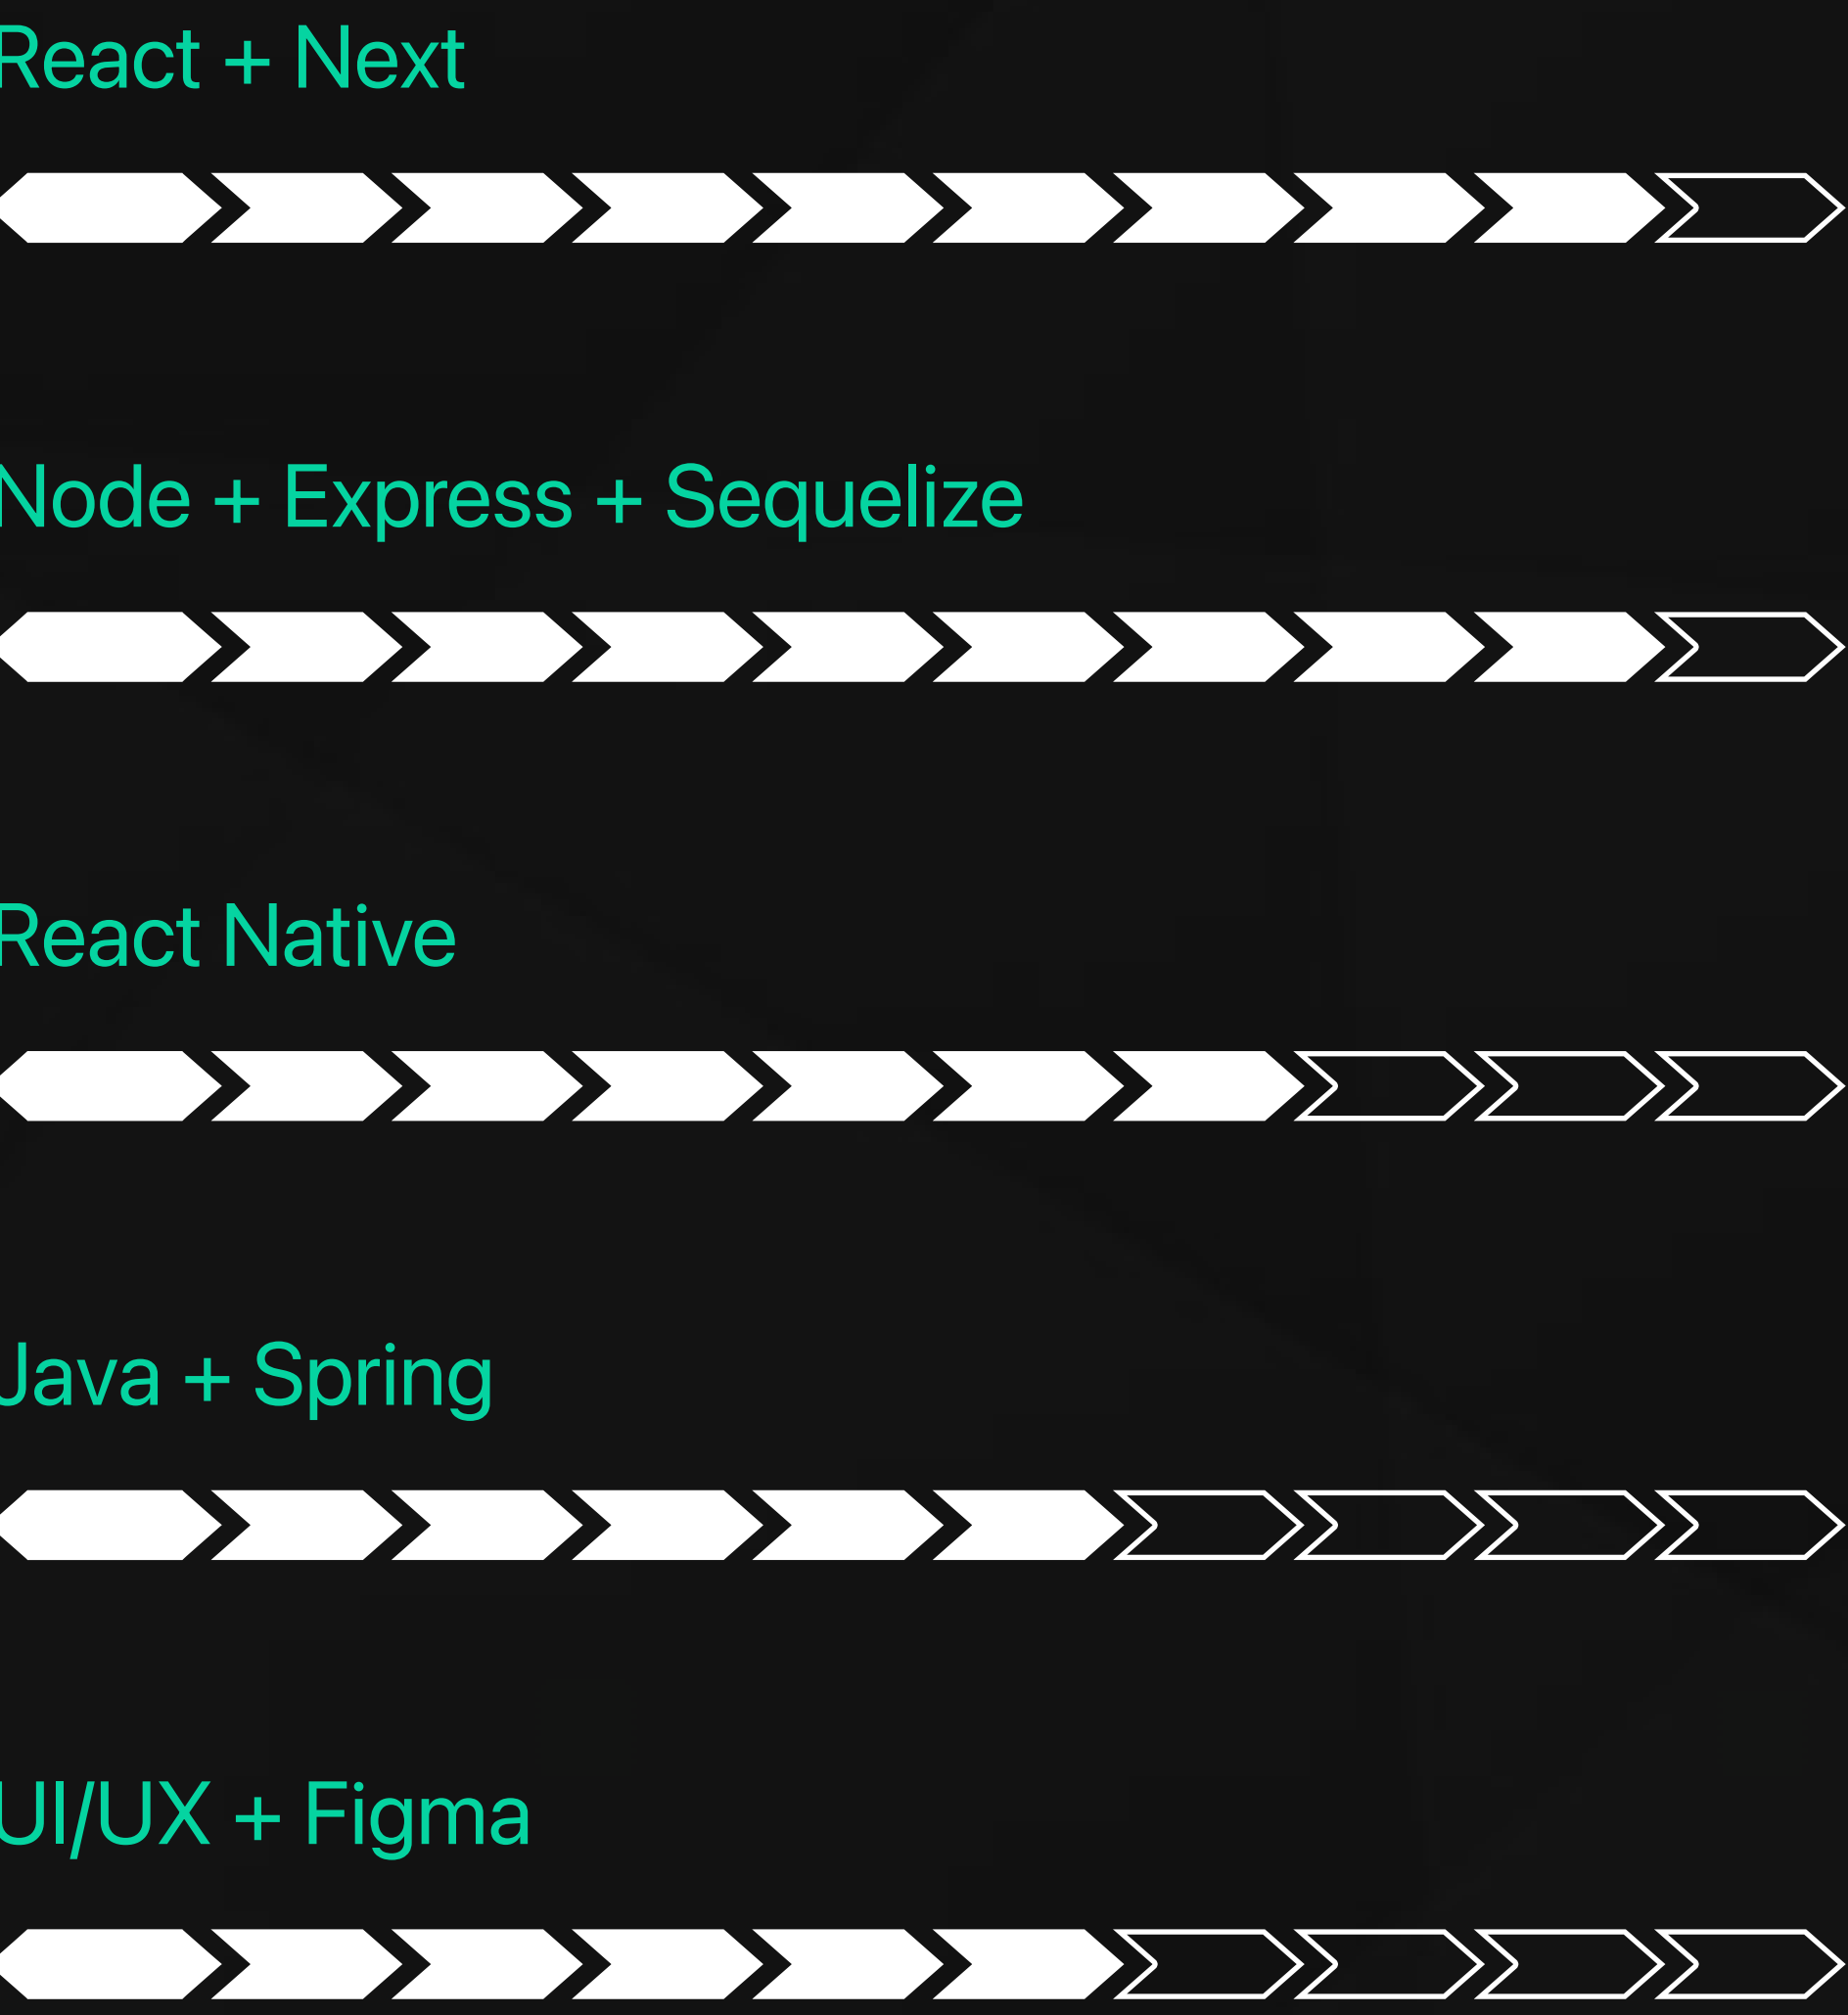 React + Next
Node + Express + Sequelize
React Native
Java + Spring
UI/UX + Figma